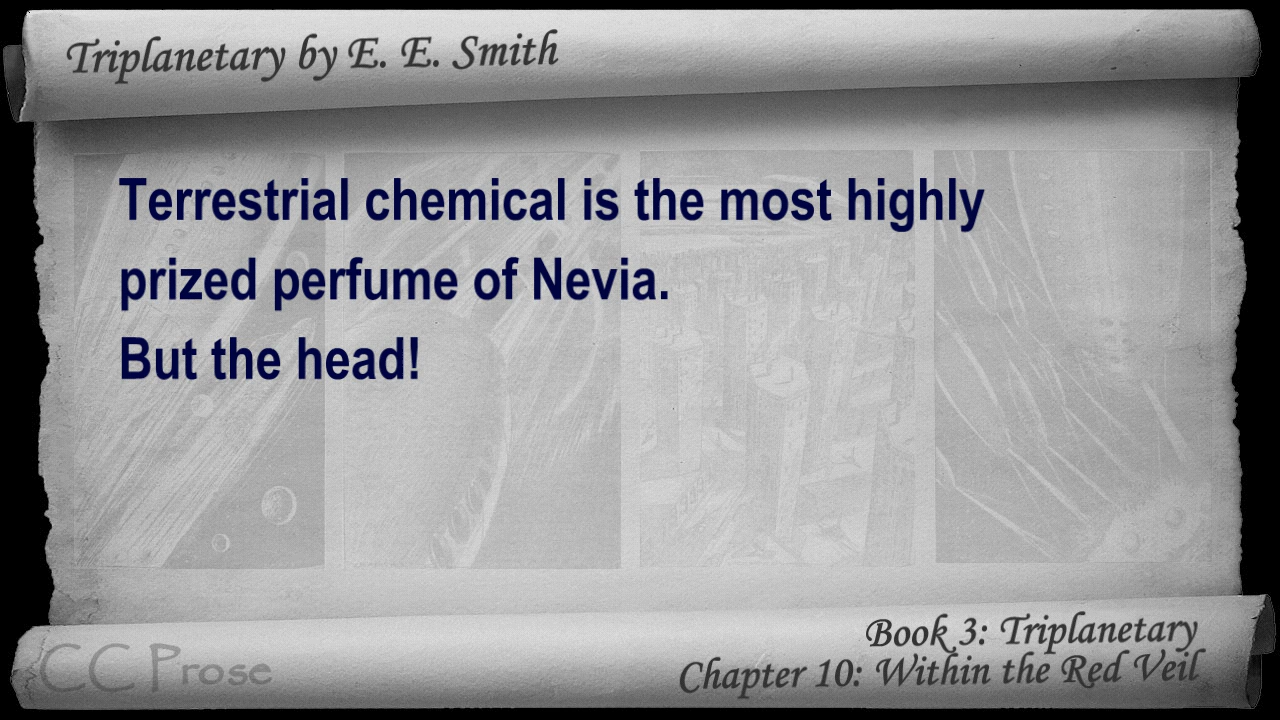 Triplanetary by E. E. Smith
Terrestrial chemical is the most highly
prized perfume of Nevia.
But the head!
Book 3: Triplanetary
Chapter 10: Within the Red Veil
CC Prose